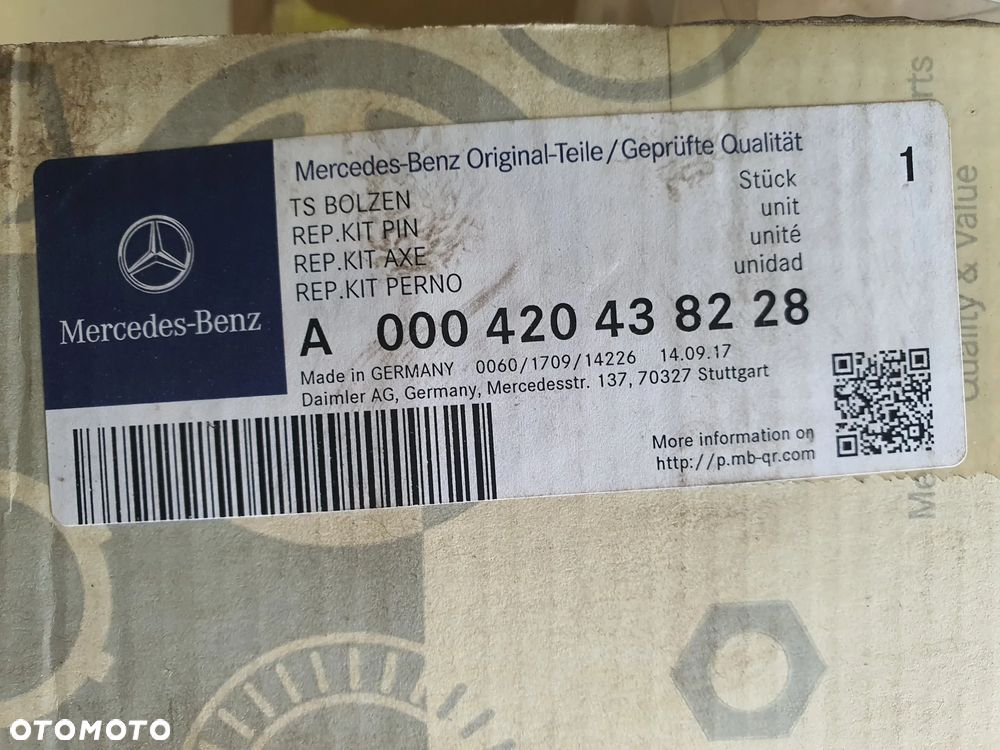 Mercedes-Benz Original-Teile/Geprüfte Qualität
TS BOLZEN
REP.KIT PIN
REP.KIT AXE
REP.KIT PERNO
Stück
unit
unité
unidad
1
Mercedes-Benz
A 000 420 43 82 28
Made in GERMANY 0060/1709/14226 14.09.17
Daimler AG, Germany, Mercedesstr. 137, 70327 Stuttgart
More information on
http://p.mb-qr.com
Quality & Value
OTOMOTO